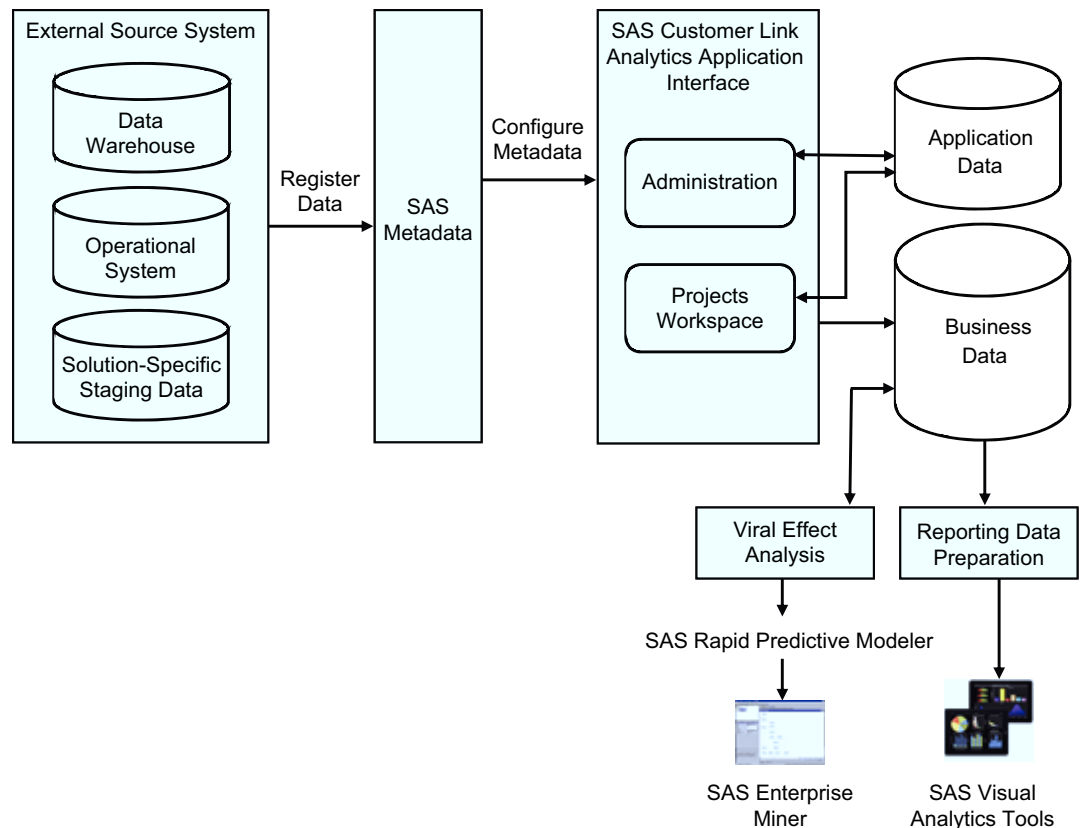 External Source System
Data
Warehouse
Operational
System
Solution-Specific
Staging Data
Register
Data
SAS
Metadata
Configure
Metadata
SAS Customer Link
Analytics Application
Interface
Administration
Projects
Workspace
Application
Data
Business
Data
Viral Effect
Analysis
Reporting Data
Preparation
SAS Rapid Predictive Modeler
SAS Enterprise
Miner
SAS Visual
Analytics Tools